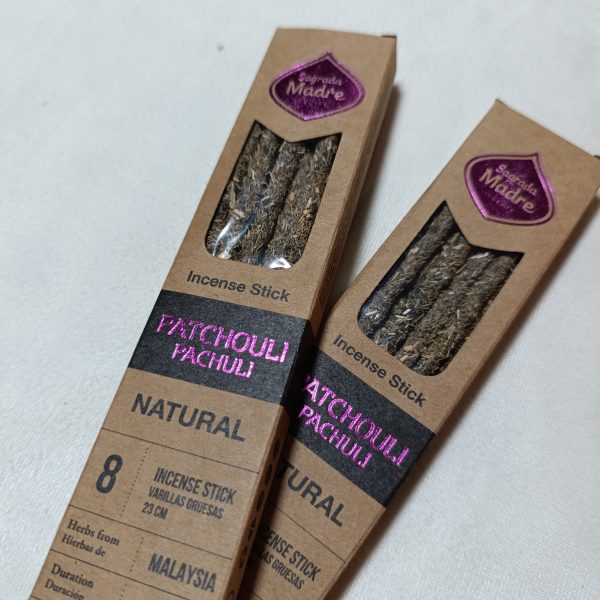 Sagrada
Madre
Incense Stick
PATCHOULI
PACHULI
NATURAL
8
INCENSE STICK
VARILLAS GRUESAS
23 CM
Herbs from
Hierbas de
MALAYSIA
Duration
Duración
Sagrada
Madre
Incense Stick
PATCHOULI
PACHULI
NATURAL
INCENSE STICK
GRUESAS